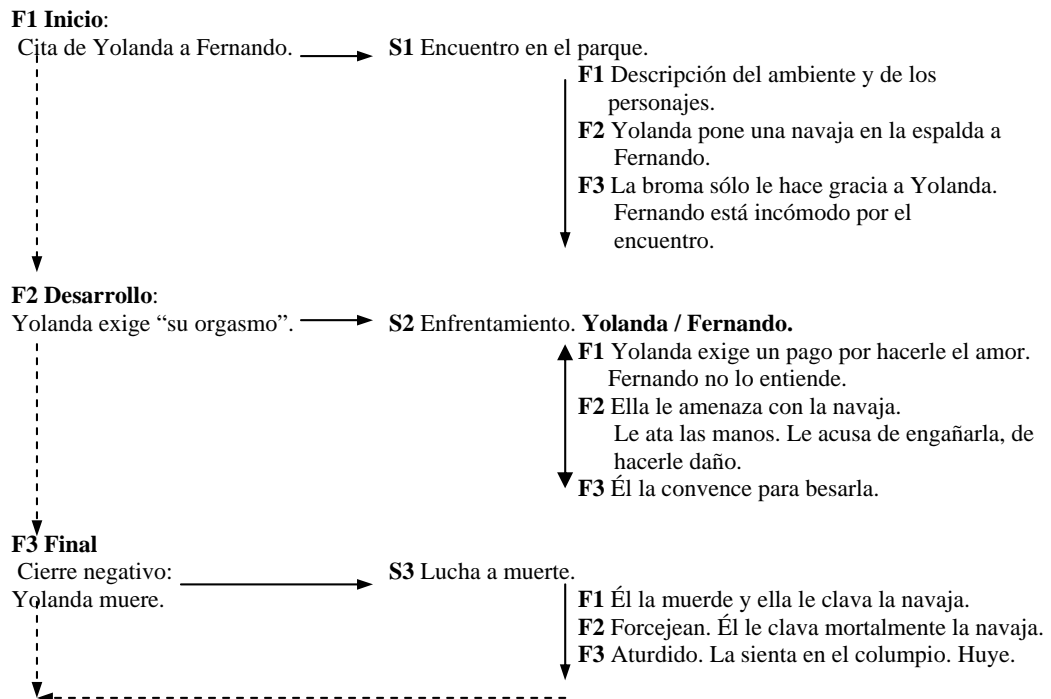 F1 Inicio:
Cita de Yolanda a Fernando. S1 Encuentro en el parque.
F1 Descripción del ambiente y de los
personajes.
F2 Yolanda pone una navaja en la espalda a
Fernando.
F3 La broma sólo le hace gracia a Yolanda.
Fernando está incómodo por el
encuentro.
F2 Desarrollo:
Yolanda exige “su orgasmo”. S2 Enfrentamiento. Yolanda / Fernando.
F1 Yolanda exige un pago por hacerle el amor.
Fernando no lo entiende.
F2 Ella le amenaza con la navaja.
Le ata las manos. Le acusa de engañarla, de
hacerle daño.
F3 Él la convence para besarla.
F3 Final
Cierre negativo: S3 Lucha a muerte.
Yolanda muere.
F1 Él la muerde y ella le clava la navaja.
F2 Forcejean. Él le clava mortalmente la navaja.
F3 Aturdido. La sienta en el columpio. Huye.